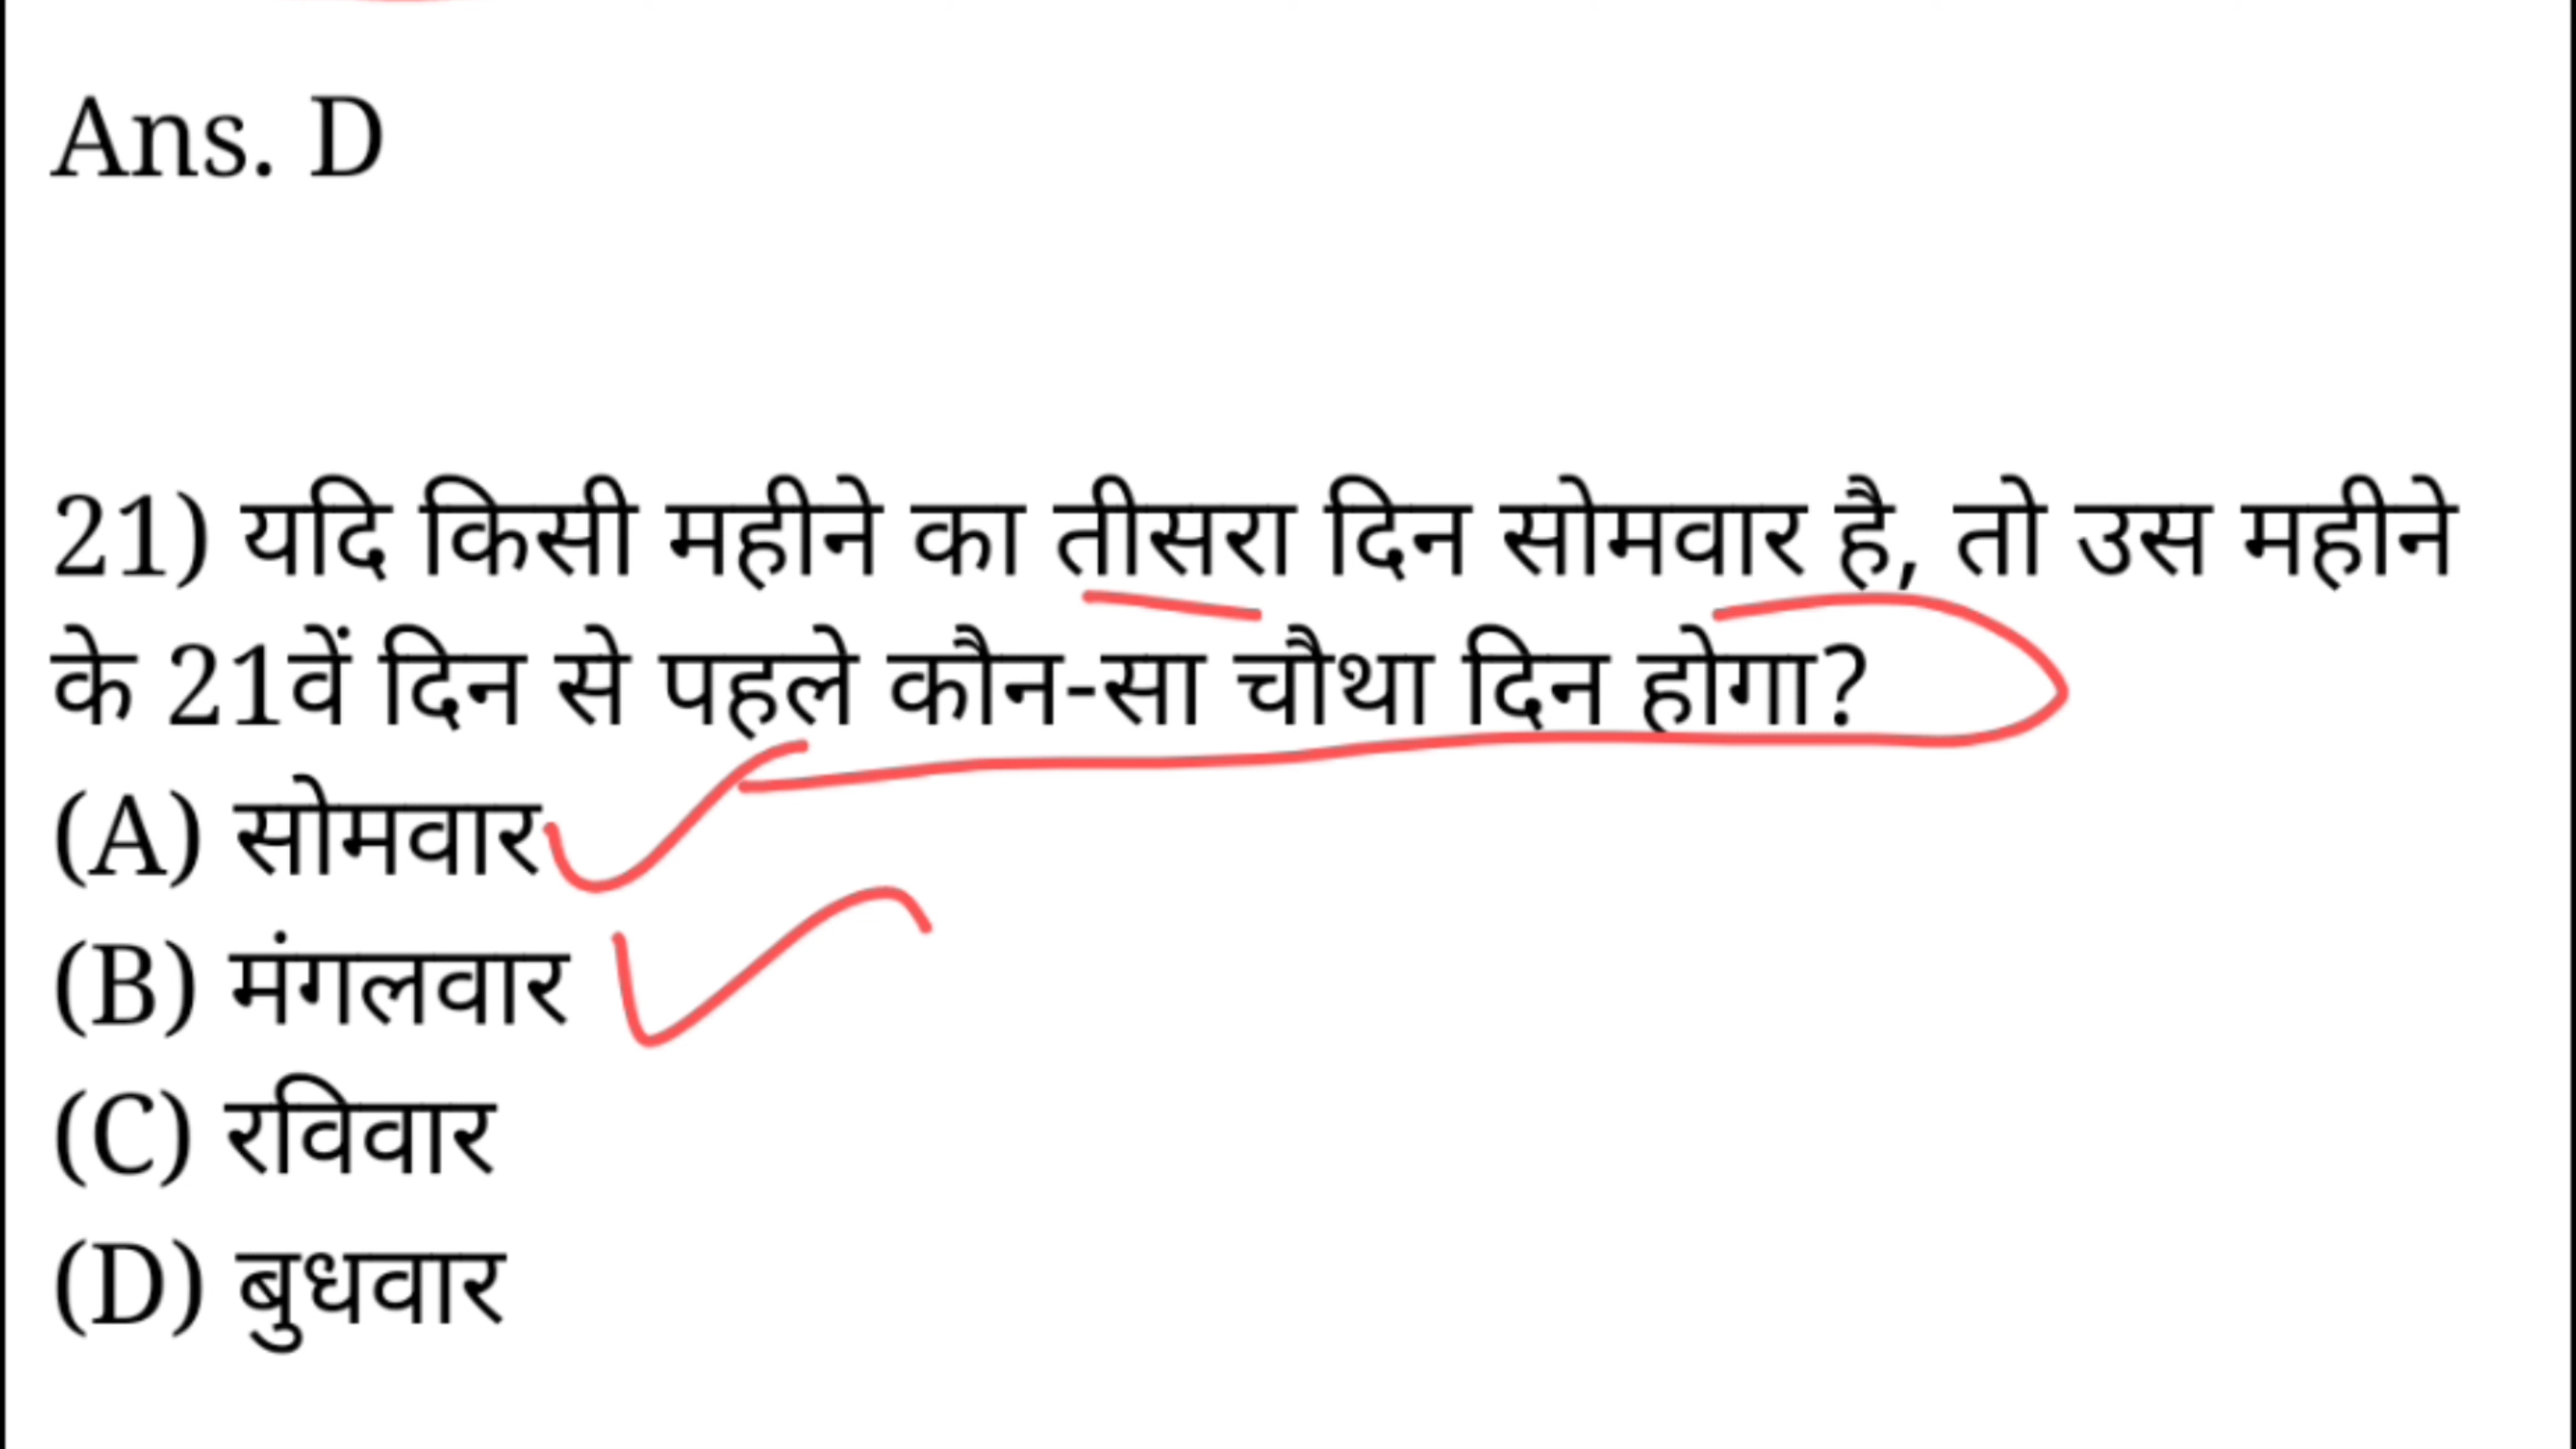 Ans. D
21) यदि किसी महीने का तीसरा दिन सोमवार है, तो उस महीने
के 21वें दिन से पहले कौन-सा चौथा दिन होगा?
(A) सोमवार
(B) मंगलवार
(C) रविवार
(D) बुधवार